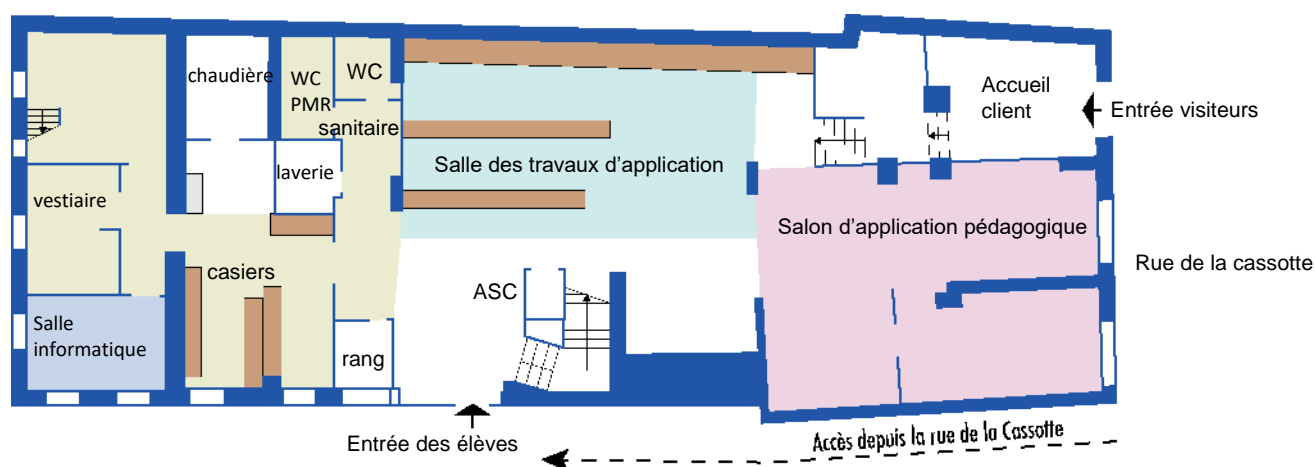 chaudière
WC
PMR
WC
sanitaire
Accueil
client
Entrée visiteurs
laverie
Salle des travaux d'application
vestiaire
Salon d'application pédagogique
casiers
Rue de la cassotte
ASC
Salle
informatique
rang
Entrée des élèves
Accès depuis la rue de la Cassotte